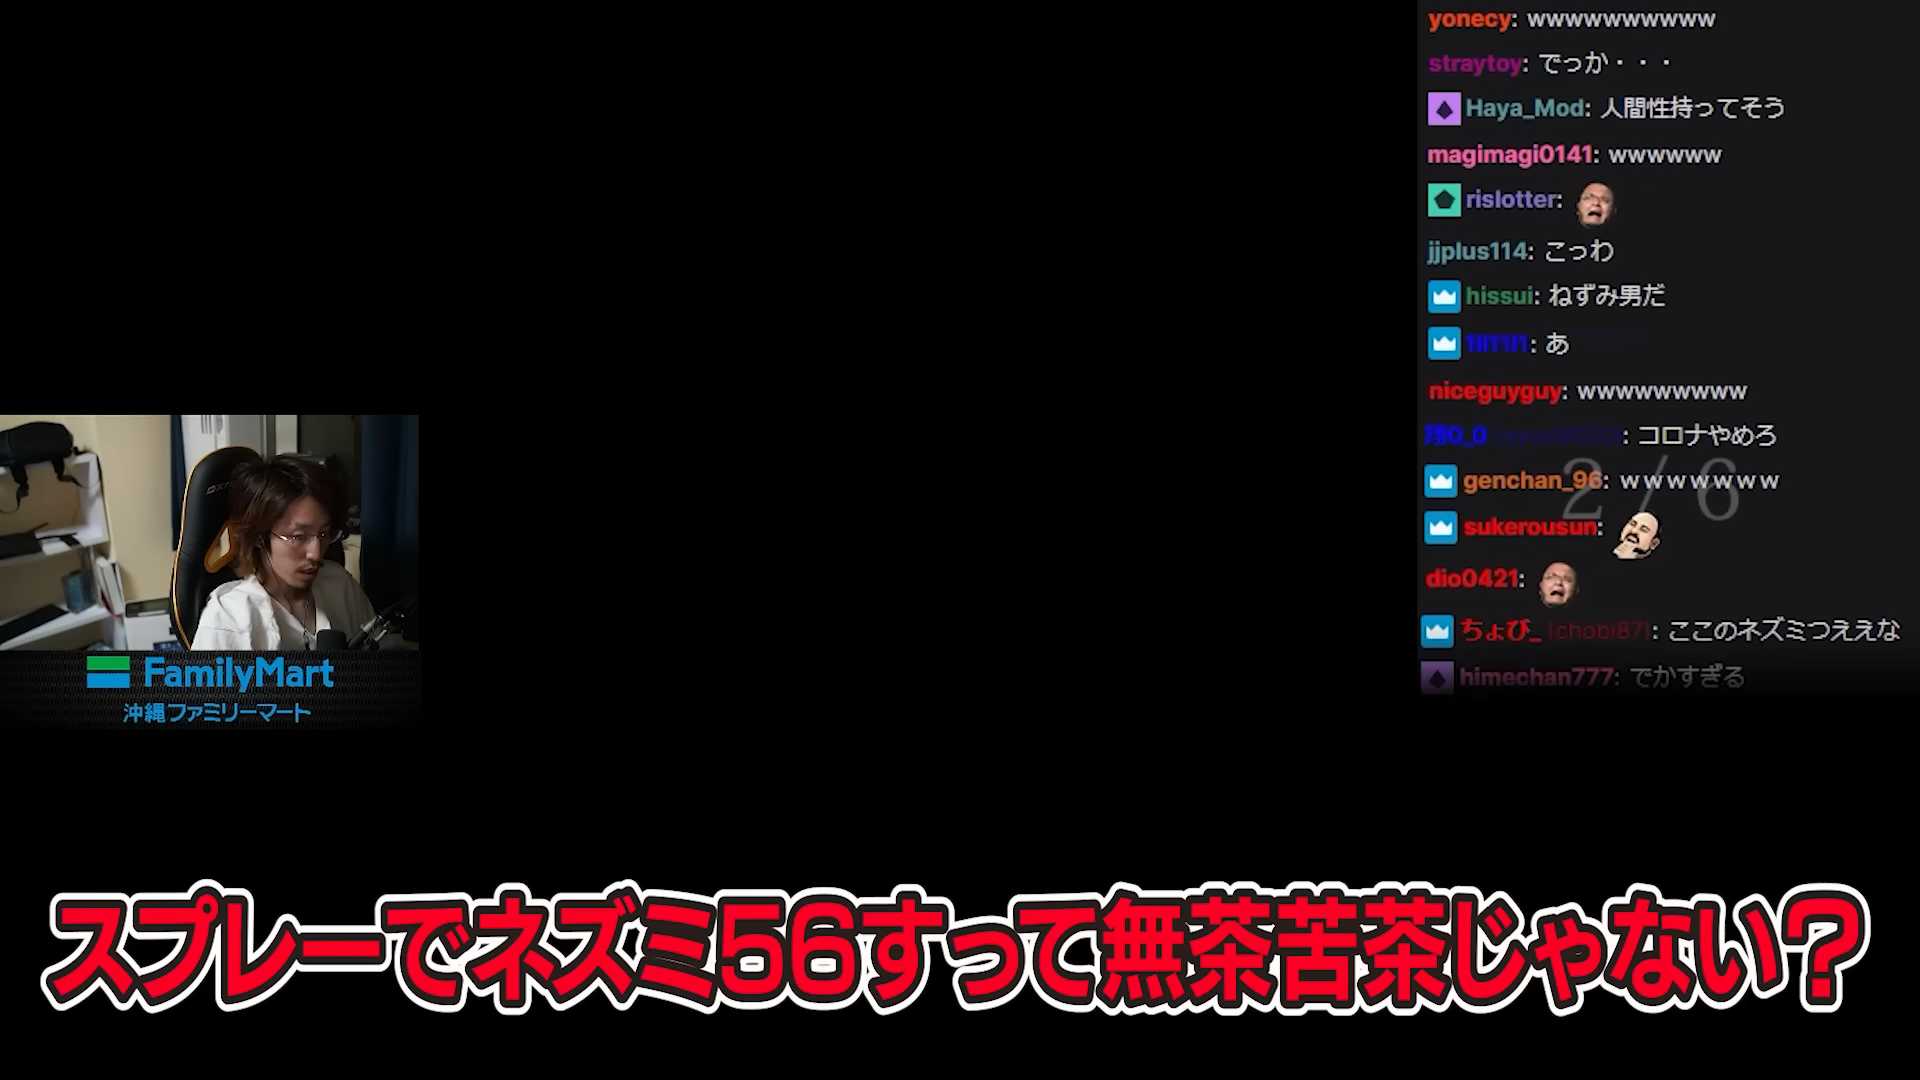 yonecy: wwwwwwwwww
straytoy: でっか・・・
Haya_Mod: 人間性持ってそう
magimagi0141: wwwwww
rislotter:
jjplus114: こっわ
hissui: ねずみ男だ
: あ
niceguyguy: wwwwwwwww
: コロナやめろ
2/6
genchan_96: ｗｗｗｗｗｗｗ
sukerousun:
dio0421:
ちょび_ (chobi87): ここのネズミつええな
himechan777: でかすぎる
FamilyMart
沖縄ファミリーマート
スプレーでネズミ56すって無茶苦茶じゃない？